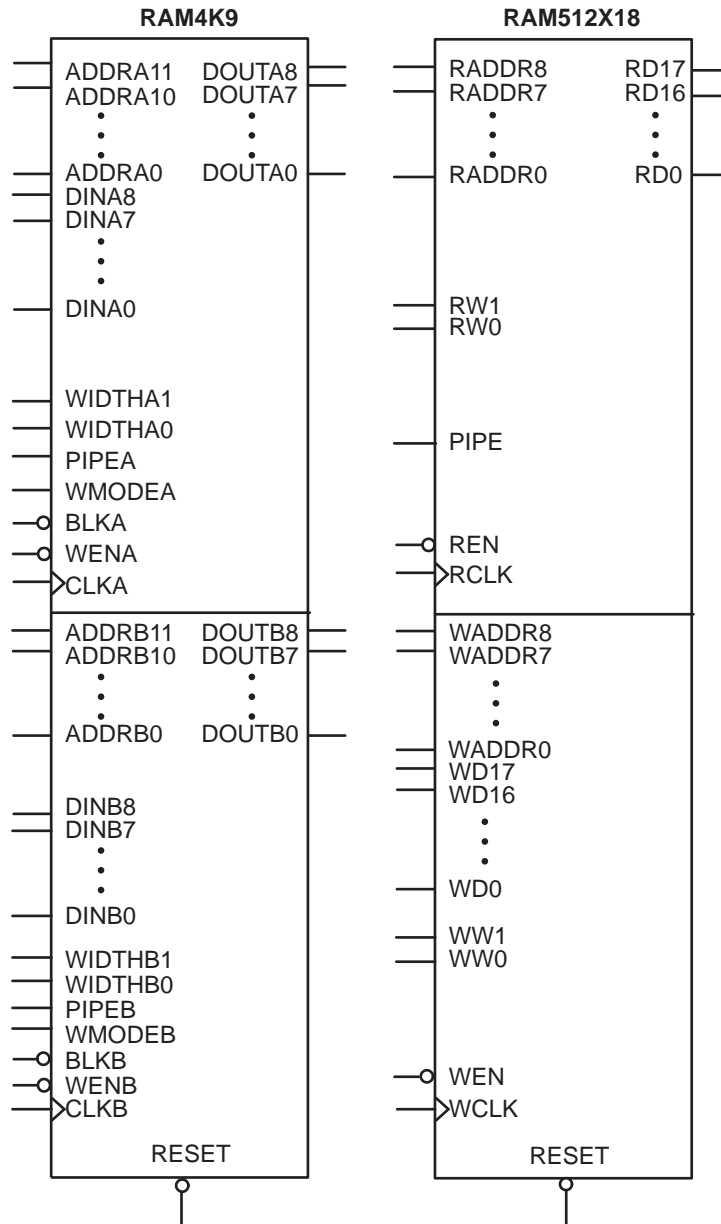 RAM4K9
ADDRA11 DOUTA8
ADDRA10 DOUTA7
ADDRA0 DOUTA0
DINA8
DINA7
DINA0
WIDTHA1
WIDTHA0
PIPEA
WMODEA
BLKA
WENA
CLKA
ADDRB11 DOUTB8
ADDRB10 DOUTB7
ADDRB0 DOUTB0
DINB8
DINB7
DINB0
WIDTHB1
WIDTHB0
PIPEB
WMODEB
BLKB
WENB
CLKB
RESET
RAM512X18
RADDR8 RD17
RADDR7 RD16
RADDR0 RD0
RW1
RW0
PIPE
REN
RCLK
WADDR8
WADDR7
WADDR0
WD17
WD16
WD0
WW1
WW0
WEN
WCLK
RESET